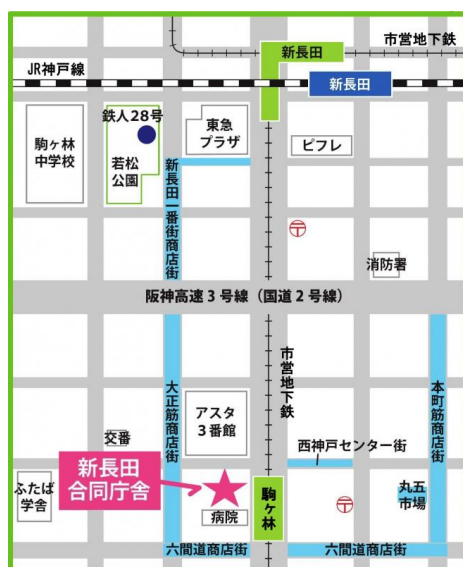 市営地下鉄
新長田
JR神戸線
新長田
鉄人28号
東急
プラザ
ピフレ
駒ヶ林
中学校
若松
公園
新長田一番街商店街
〒
消防署
阪神高速3号線（国道2号線）
市営地下鉄
大正筋商店街
本町筋商店街
アスタ
3番館
交番
西神戸センター街
新長田
合同庁舎
ふたば
学舎
病院
駒ヶ林
〒
丸五
市場
六間道商店街
六間道商店街